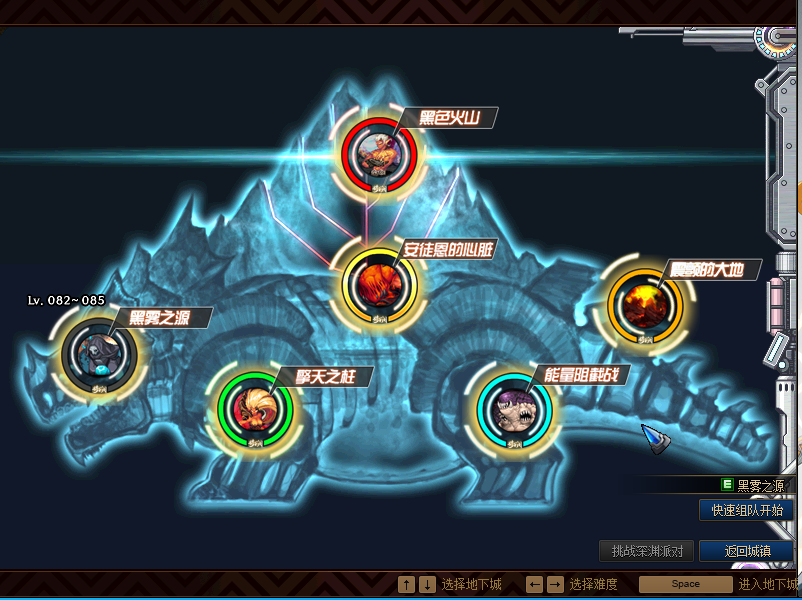 黑色火山
安徒恩的心脏
震颤的大地
Lv. 082~085
黑雾之源
擎天之柱
能量阻截战
E 黑雾之源
快速组队开始
挑战深渊派对
返回城镇
↑ ↓ 选择地下城 ← → 选择难度 Space 进入地下城